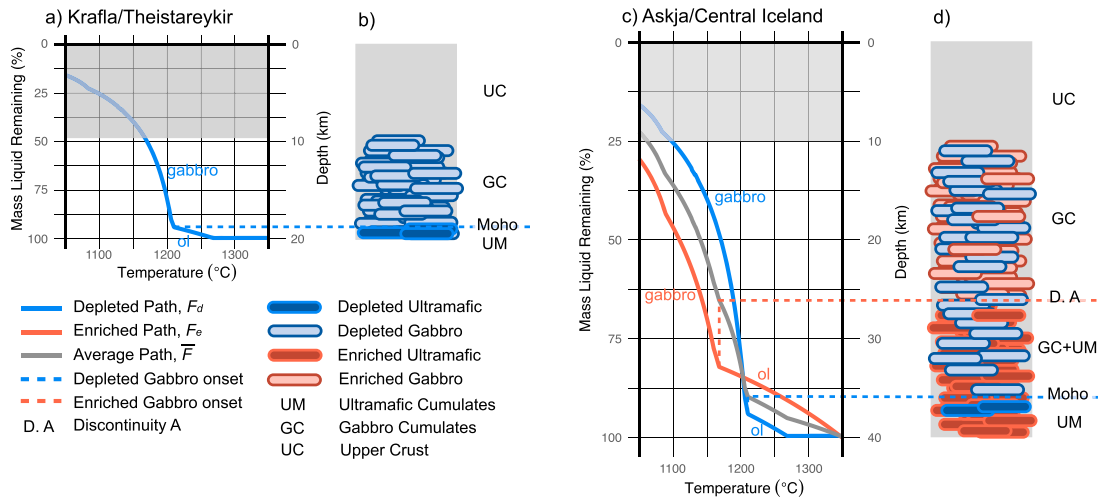 a) Krafla/Theistareykir
b)
c) Askja/Central Iceland
d)
Mass Liquid Remaining (%)
0
25
50
75
100
1100
1200
1300
Temperature (°C)
gabbro
ol
0
10
20
Depth (km)
UC
GC
Moho
UM
Mass Liquid Remaining (%)
0
25
50
75
100
1100
1200
1300
Temperature (°C)
gabbro
gabbro
ol
ol
0
10
20
30
40
Depth (km)
UC
GC
D. A
GC+UM
Moho
UM
Depleted Path, Fd
Enriched Path, Fe
Average Path, F̅
Depleted Gabbro onset
Enriched Gabbro onset
D. A Discontinuity A
Depleted Ultramafic
Depleted Gabbro
Enriched Ultramafic
Enriched Gabbro
UM Ultramafic Cumulates
GC Gabbro Cumulates
UC Upper Crust